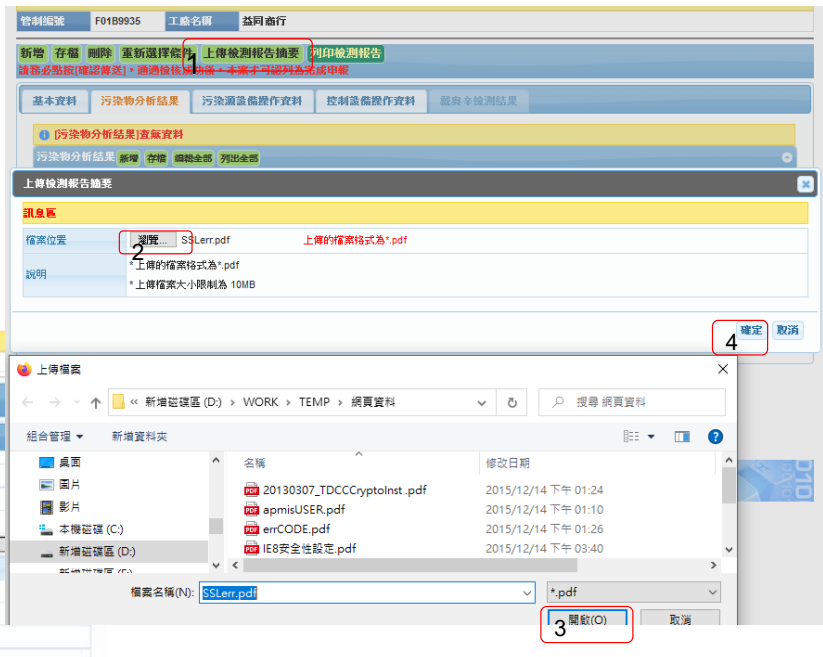 管制編號 F01B9935 工廠名稱 益同商行
新增 存檔 刪除 重新選擇條件 上傳檢測報告摘要 列印檢測報告
1
請務必點按[確認傳送]，通過檢核成功後，本案才可認列為完成申報
基本資料 污染物分析結果 污染源設備操作資料 控制設備操作資料 戴奧辛檢測結果
[污染物分析結果]查無資料
污染物分析結果 新增 存檔 編輯全部 列出全部
上傳檢測報告摘要
訊息區
檔案位置 瀏覽... SSLerr.pdf 上傳的檔案格式為*.pdf
2
說明
* 上傳的檔案格式為*.pdf
* 上傳檔案大小限制為 10MB
確定 取消
4
上傳檔案
« 新增磁碟區 (D:) › WORK › TEMP › 網頁資料 搜尋 網頁資料
組合管理 新增資料夾
桌面
圖片
影片
本機磁碟 (C:)
新增磁碟區 (D:)
名稱 修改日期
20130307_TDCCCryptoInst .pdf 2015/12/14 下午 01:24
apmisUSER.pdf 2015/12/14 下午 01:10
errCODE.pdf 2015/12/14 下午 01:26
IE8安全性設定.pdf 2015/12/14 下午 03:40
檔案名稱(N): SSLerr.pdf *.pdf
開啟(O) 取消
3